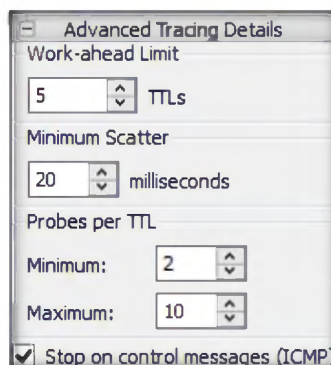 Advanced Tracing Details
Work-ahead Limit
5 TTLs
Minimum Scatter
20 milliseconds
Probes per TTL
Minimum: 2
Maximum: 10
Stop on control messages (ICMP)